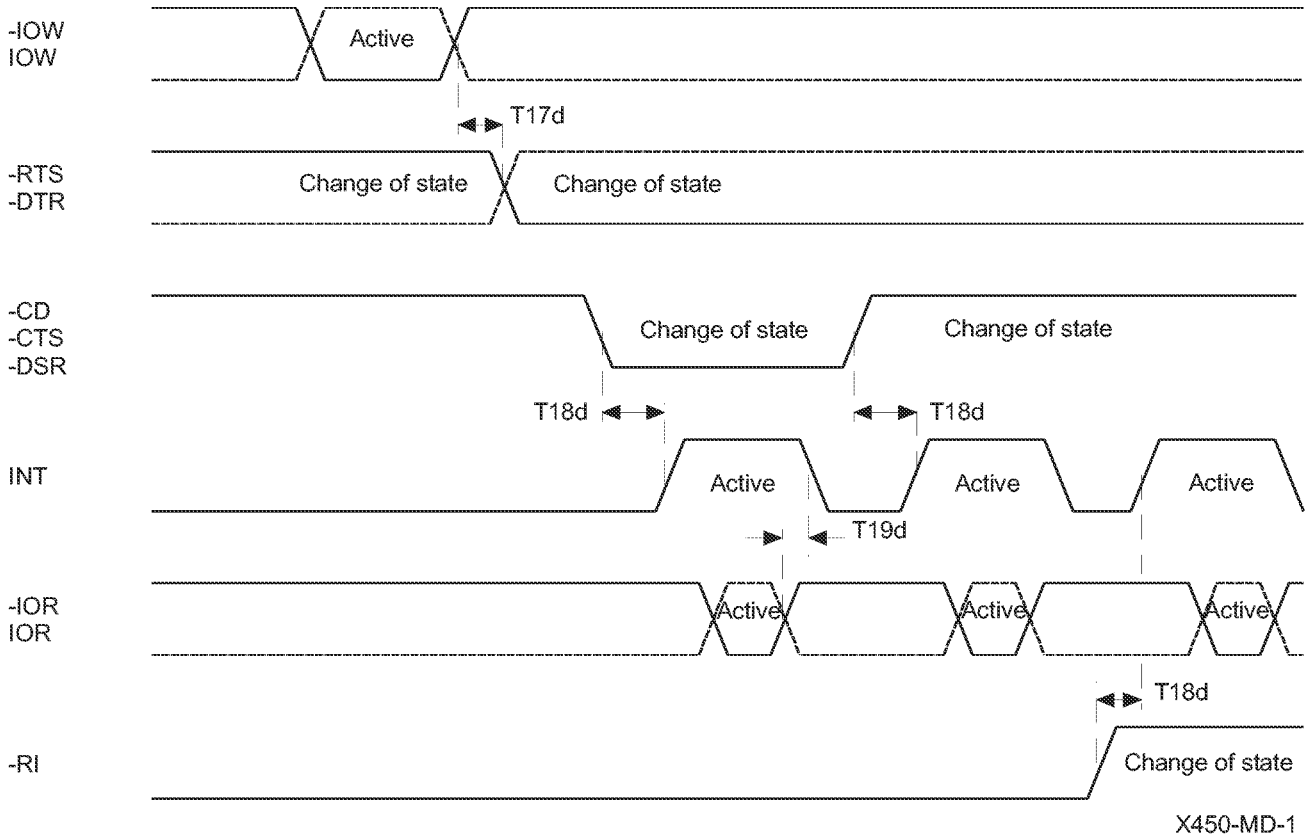 -IOW
IOW
Active
T17d
-RTS
-DTR
Change of state
Change of state
-CD
-CTS
-DSR
Change of state
Change of state
T18d
T18d
INT
Active
Active
Active
T19d
-IOR
IOR
Active
Active
Active
T18d
-RI
Change of state
X450-MD-1